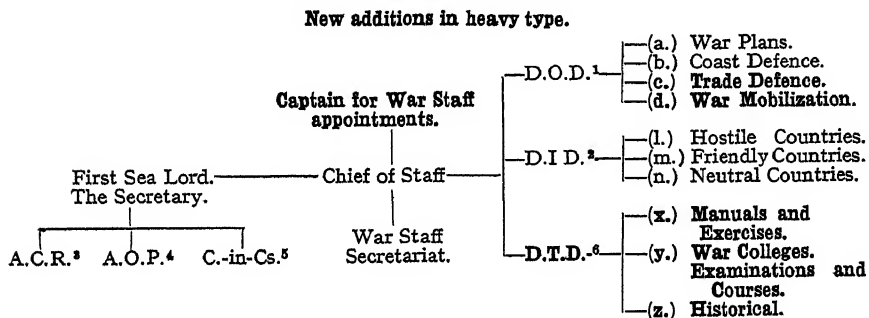 New additions in heavy type.
Captain for War Staff
appointments.
First Sea Lord.
The Secretary.
Chief of Staff
War Staff
Secretariat.
A.C.R.³
A.O.P.⁴
C.-in-Cs.⁵
D.O.D.¹
(a.) War Plans.
(b.) Coast Defence.
(c.) Trade Defence.
(d.) War Mobilization.
D.I D.²
(l.) Hostile Countries.
(m.) Friendly Countries.
(n.) Neutral Countries.
D.T.D.⁶
(x.) Manuals and
Exercises.
(y.) War Colleges.
Examinations and
Courses.
(z.) Historical.